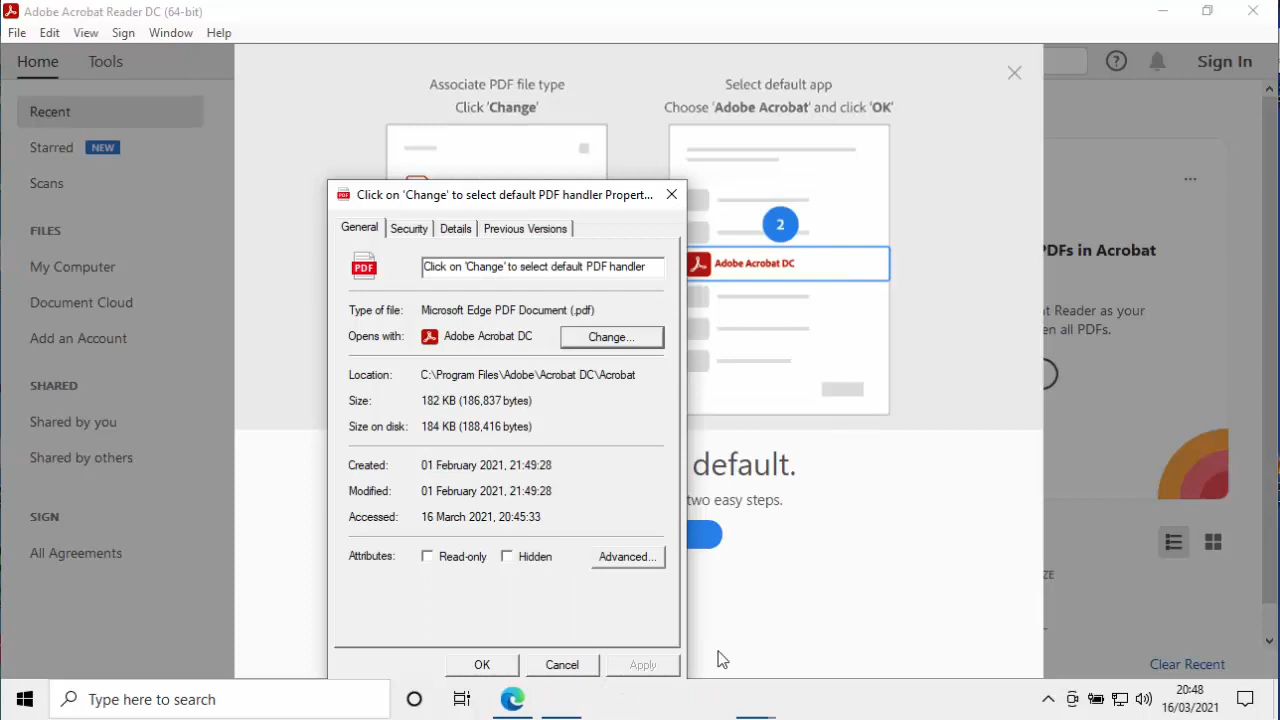 Adobe Acrobat Reader DC (64-bit)
File Edit View Sign Window Help
Home Tools
Sign In
Recent
Starred NEW
Scans
FILES
My Computer
Document Cloud
Add an Account
SHARED
Shared by you
Shared by others
SIGN
All Agreements
Associate PDF file type
Click 'Change'
Select default app
Choose 'Adobe Acrobat' and click 'OK'
2
Adobe Acrobat DC
Click on 'Change' to select default PDF handler Propert...
General Security Details Previous Versions
PDF
Click on 'Change' to select default PDF handler
Type of file: Microsoft Edge PDF Document (.pdf)
Opens with: Adobe Acrobat DC Change...
Location: C:\Program Files\Adobe\Acrobat DC\Acrobat
Size: 182 KB (186,837 bytes)
Size on disk: 184 KB (188,416 bytes)
Created: 01 February 2021, 21:49:28
Modified: 01 February 2021, 21:49:28
Accessed: 16 March 2021, 20:45:33
Attributes: Read-only Hidden Advanced...
OK Cancel Apply
default.
two easy steps.
PDFs in Acrobat
t Reader as your
en all PDFs.
ZE
Clear Recent
Type here to search
20:48
16/03/2021